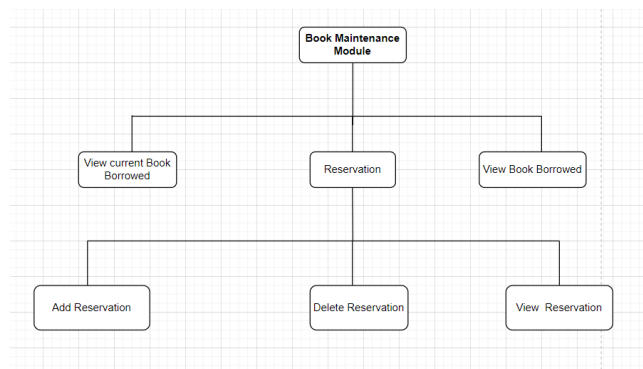 Book Maintenance
Module
View current Book
Borrowed
Reservation
View Book Borrowed
Add Reservation
Delete Reservation
View Reservation